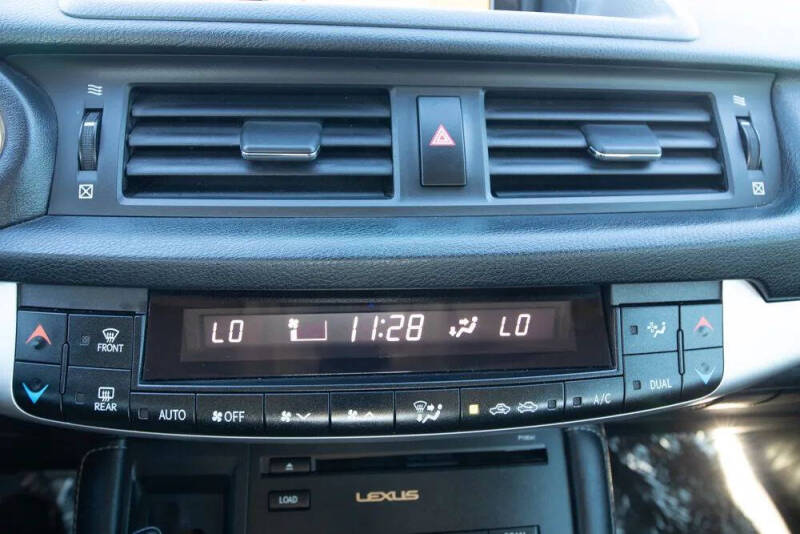 LO 11:28 LO
FRONT
REAR
AUTO
OFF
A/C
DUAL
LOAD
LEXUS